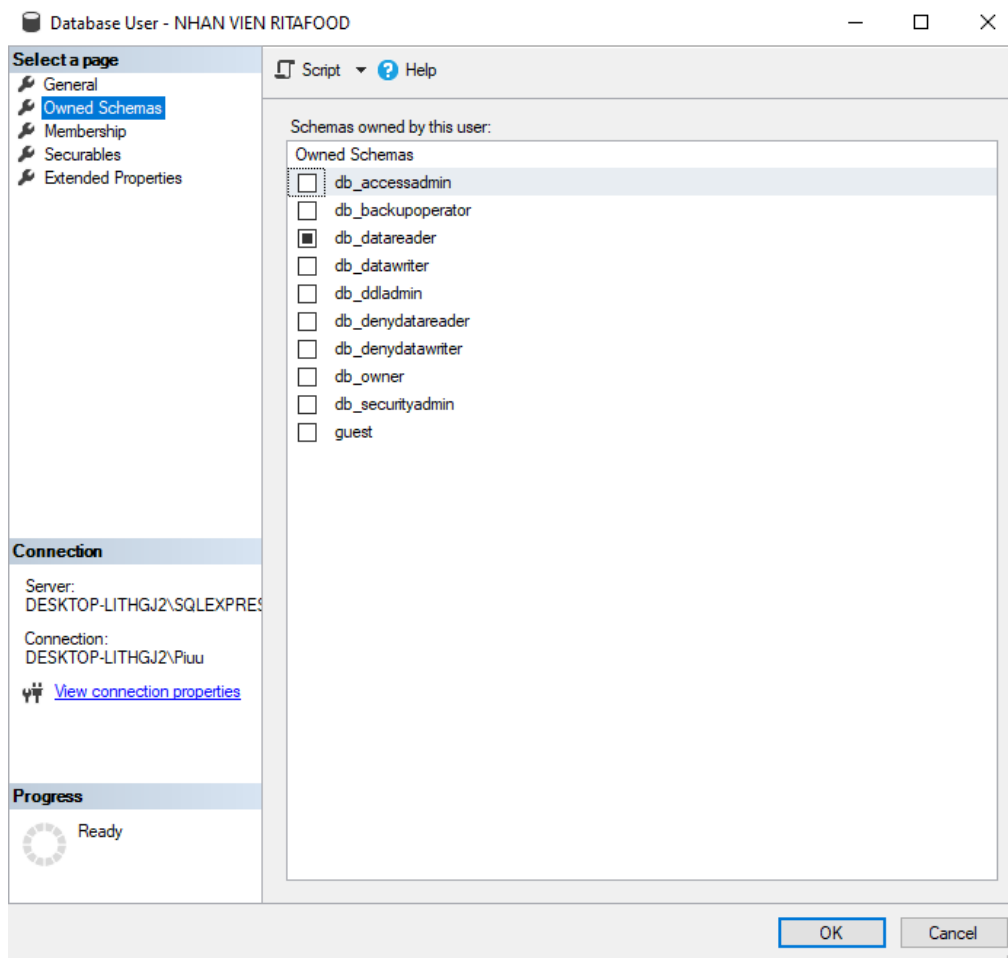 Database User - NHAN VIEN RITAFOOD
Select a page
General
Owned Schemas
Membership
Securables
Extended Properties
Script
Help
Schemas owned by this user:
Owned Schemas
db_accessadmin
db_backupoperator
db_datareader
db_datawriter
db_ddladmin
db_denydatareader
db_denydatawriter
db_owner
db_securityadmin
guest
Connection
Server:
DESKTOP-LITHGJ2\SQLEXPRES
Connection:
DESKTOP-LITHGJ2\Piuu
View connection properties
Progress
Ready
OK
Cancel